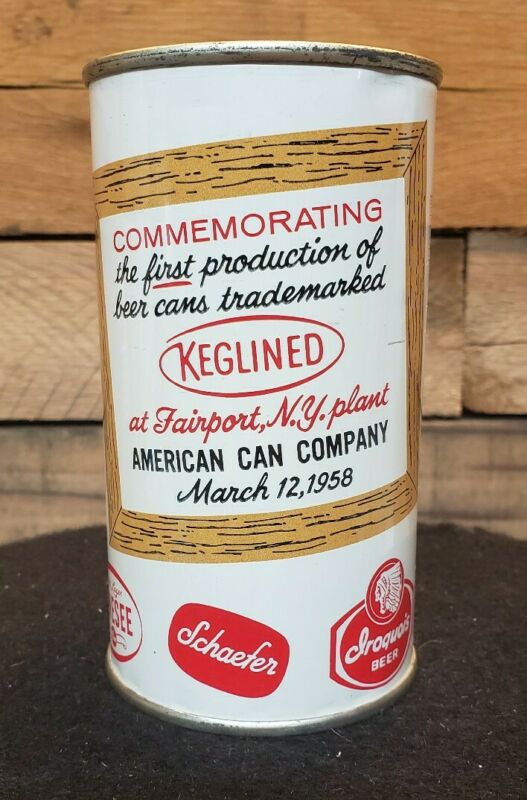 COMMEMORATING
the first production of
beer cans trademarked
KEGLINED
at Fairport, N.Y. plant
AMERICAN CAN COMPANY
March 12, 1958
Schaefer
Iroquois
BEER